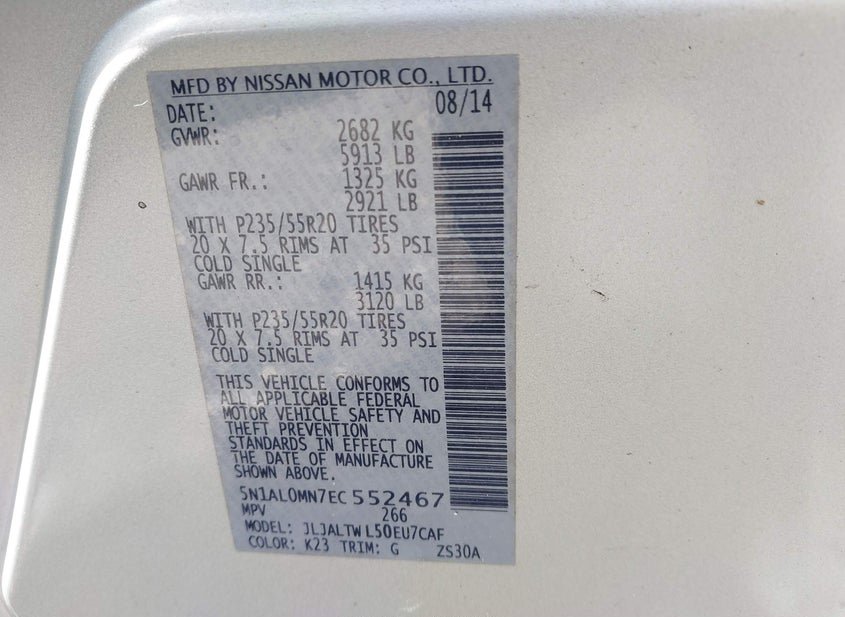 MFD BY NISSAN MOTOR CO., LTD.
DATE: 08/14
GVWR: 2682 KG
5913 LB
GAWR FR.: 1325 KG
2921 LB
WITH P235/55R20 TIRES
20 X 7.5 RIMS AT 35 PSI
COLD SINGLE
GAWR RR.: 1415 KG
3120 LB
WITH P235/55R20 TIRES
20 X 7.5 RIMS AT 35 PSI
COLD SINGLE
THIS VEHICLE CONFORMS TO
ALL APPLICABLE FEDERAL
MOTOR VEHICLE SAFETY AND
THEFT PREVENTION
STANDARDS IN EFFECT ON
THE DATE OF MANUFACTURE
SHOWN ABOVE.
5N1AL0MN7EC552467
MPV 266
MODEL: JLJALTWL50EU7CAF
COLOR: K23 TRIM: G ZS30A